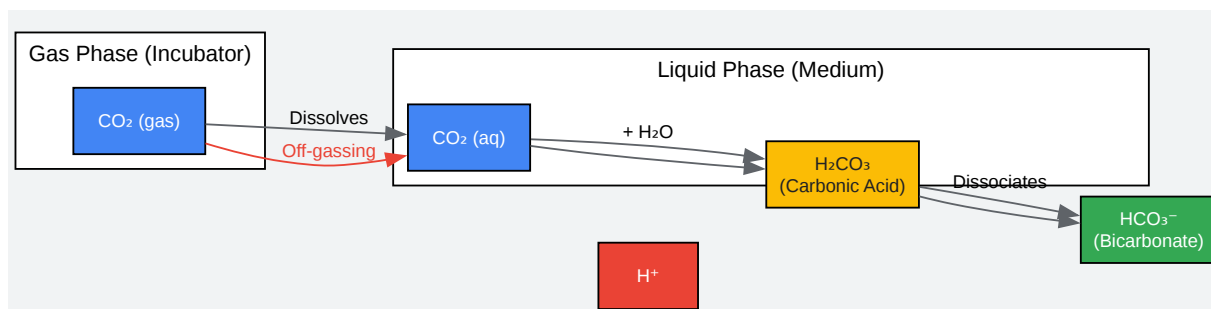 Gas Phase (Incubator)
CO₂ (gas)
Dissolves
Off-gassing
Liquid Phase (Medium)
CO₂ (aq)
+ H₂O
H₂CO₃
(Carbonic Acid)
Dissociates
HCO₃⁻
(Bicarbonate)
H⁺